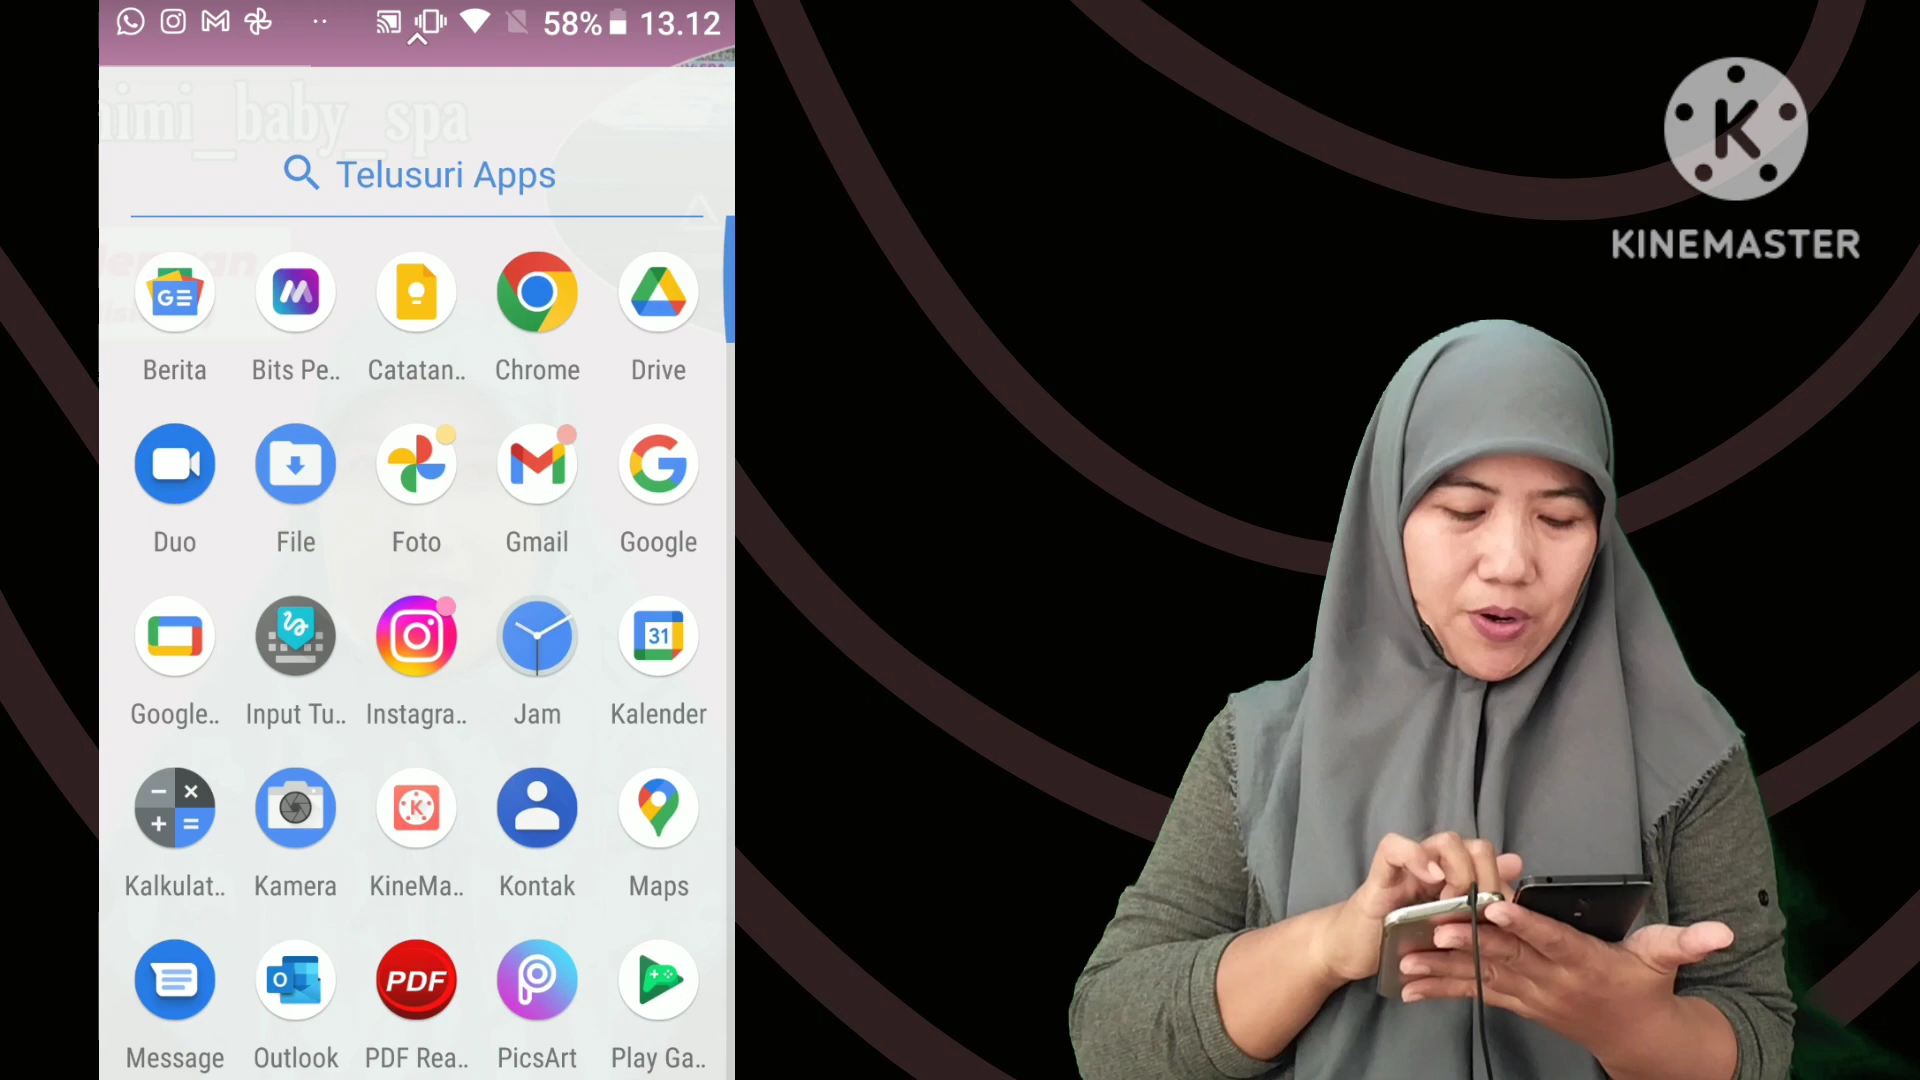 58% 13.12
nimi_baby_spa
Telusuri Apps
Berita Bits Pe.. Catatan.. Chrome Drive
Duo File Foto Gmail Google
31
Google.. Input Tu.. Instagra.. Jam Kalender
Kalkulat.. Kamera KineMa.. Kontak Maps
PDF
Message Outlook PDF Rea.. PicsArt Play Ga..
K
KINEMASTER